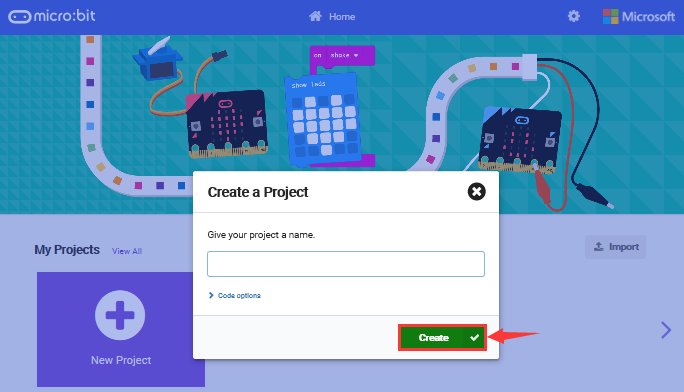 micro:bit
Home
Microsoft
on shake
show leds
Create a Project
Give your project a name.
My Projects
View All
Import
Code options
Create
New Project